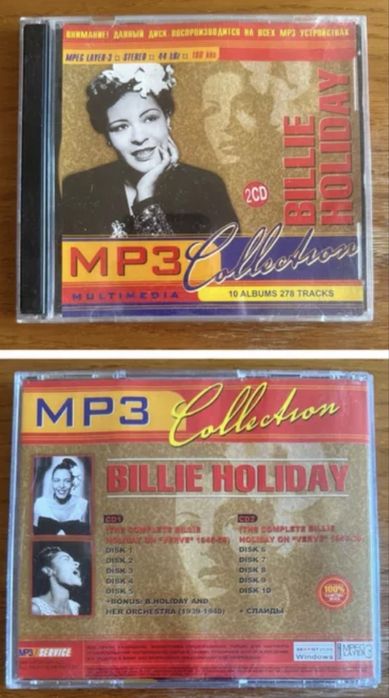 ВНИМАНИЕ! ДАННЫЙ ДИСК ВОСПРОИЗВОДИТСЯ НА ВСЕХ MP3 УСТРОЙСТВАХ
MPEG LAYER-3 :: STEREO :: 44 kHz :: 160 kbs
BILLIE
HOLIDAY
2CD
MP3 Collection
MULTIMEDIA
10 ALBUMS 278 TRACKS
MP3 Collection
BILLIE HOLIDAY
CD1
(THE COMPLETE BILLIE
HOLIDAY ON "VERVE"
DISK 1
DISK 2
DISK 3
DISK 4
DISK 5
+BONUS: B.HOLIDAY AND
HER ORCHESTRA (1939-1940)
CD2
(THE COMPLETE BILLIE
HOLIDAY ON "VERVE"
DISK 6
DISK 7
DISK 8
DISK 9
DISK 10
+ СЛАЙДЫ
100%
MP3 SERVICE
Windows
MPEG
LAYER 3